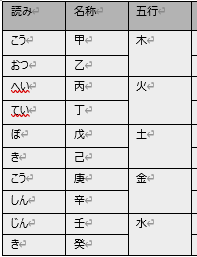 読み 名称 五行
こう 甲 木
おつ 乙
へい 丙 火
てい 丁
ぼ 戊 土
き 己
こう 庚 金
しん 辛
じん 壬 水
き 癸